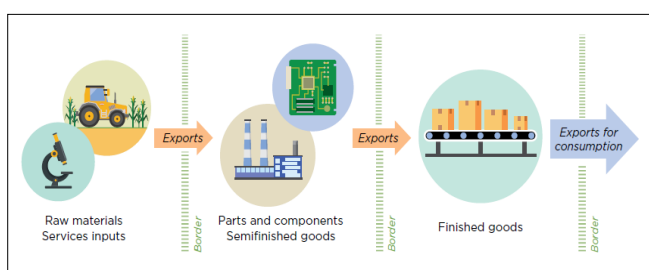 Exports
Exports
Exports for
consumption
Raw materials
Services inputs
Border
Parts and components
Semifinished goods
Border
Finished goods
Border